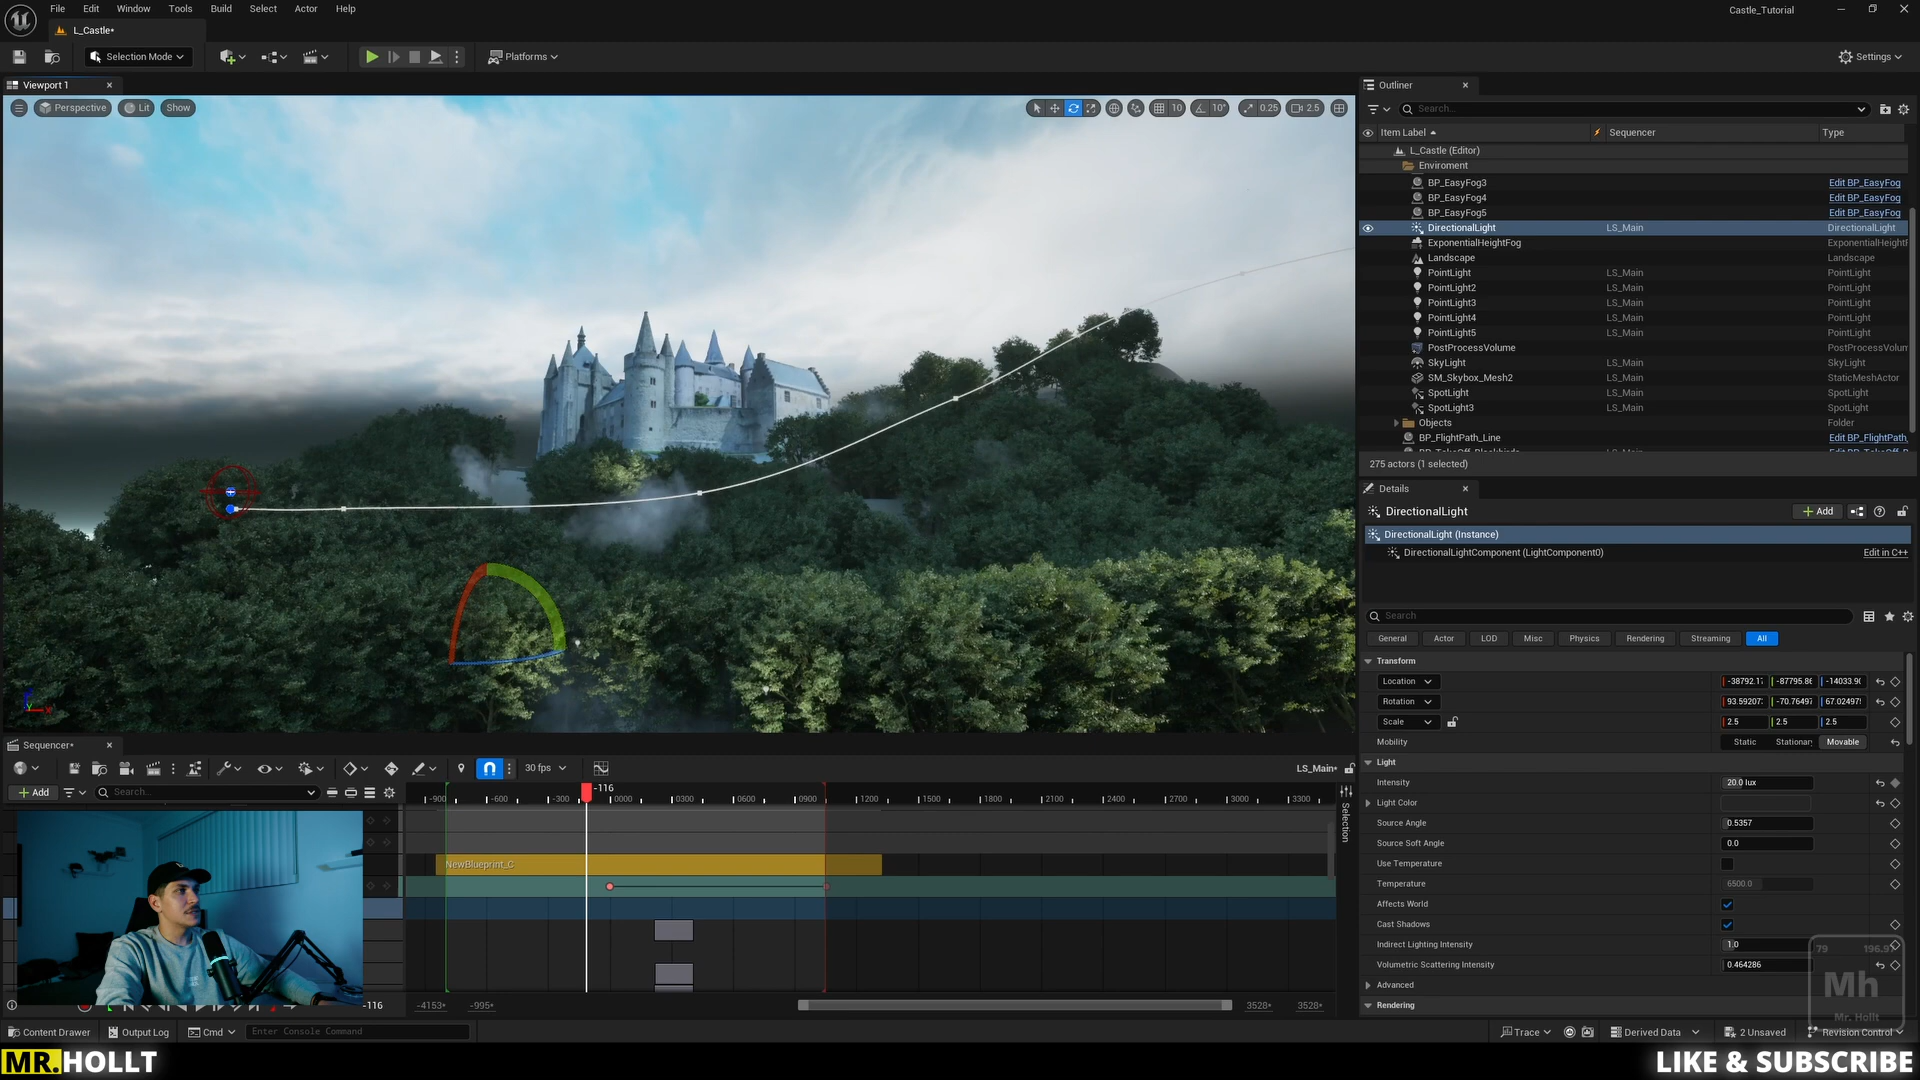 File Edit Window Tools Build Select Actor Help
Castle_Tutorial
L_Castle•
Selection Mode
Platforms
Settings
Viewport 1
Perspective Lit Show
10 10° 0.25 2.5
Outliner
Search...
Item Label Sequencer Type
L_Castle (Editor)
Enviroment
BP_EasyFog3 Edit BP_EasyFog
BP_EasyFog4 Edit BP_EasyFog
BP_EasyFog5 Edit BP_EasyFog
DirectionalLight LS_Main DirectionalLight
ExponentialHeightFog ExponentialHeightF
Landscape Landscape
PointLight LS_Main PointLight
PointLight2 LS_Main PointLight
PointLight3 LS_Main PointLight
PointLight4 LS_Main PointLight
PointLight5 LS_Main PointLight
PostProcessVolume PostProcessVolum
SkyLight LS_Main SkyLight
SM_Skybox_Mesh2 LS_Main StaticMeshActor
SpotLight LS_Main SpotLight
SpotLight3 LS_Main SpotLight
Objects Folder
BP_FlightPath_Line Edit BP_FlightPath_
275 actors (1 selected)
Details
DirectionalLight
Add
DirectionalLight (Instance)
DirectionalLightComponent (LightComponent0) Edit in C++
Search
General Actor LOD Misc Physics Rendering Streaming All
Transform
Location -38792.1 -87795.8 -14033.9
Rotation 93.59207 -70.7649 67.02497
Scale 2.5 2.5 2.5
Mobility Static Stationary Movable
Light
Intensity 20.0 lux
Light Color
Source Angle 0.5357
Source Soft Angle 0.0
Use Temperature
Temperature 6500.0
Affects World
Cast Shadows
Indirect Lighting Intensity 1.0
Volumetric Scattering Intensity 0.464286
Advanced
Rendering
Sequencer*
30 fps
LS_Main*
Add
Search...
-116
-900 -600 -300 0000 0300 0600 0900 1200 1500 1800 2100 2400 2700 3000 3300
Selection
NewBlueprint_C
-116 -4153* -995* 3528* 3528*
79 196.9
Mh
Mr. Hollt
Content Drawer Output Log Cmd Enter Console Command
Trace Derived Data 2 Unsaved Revision Control
MR.HOLLT
LIKE & SUBSCRIBE